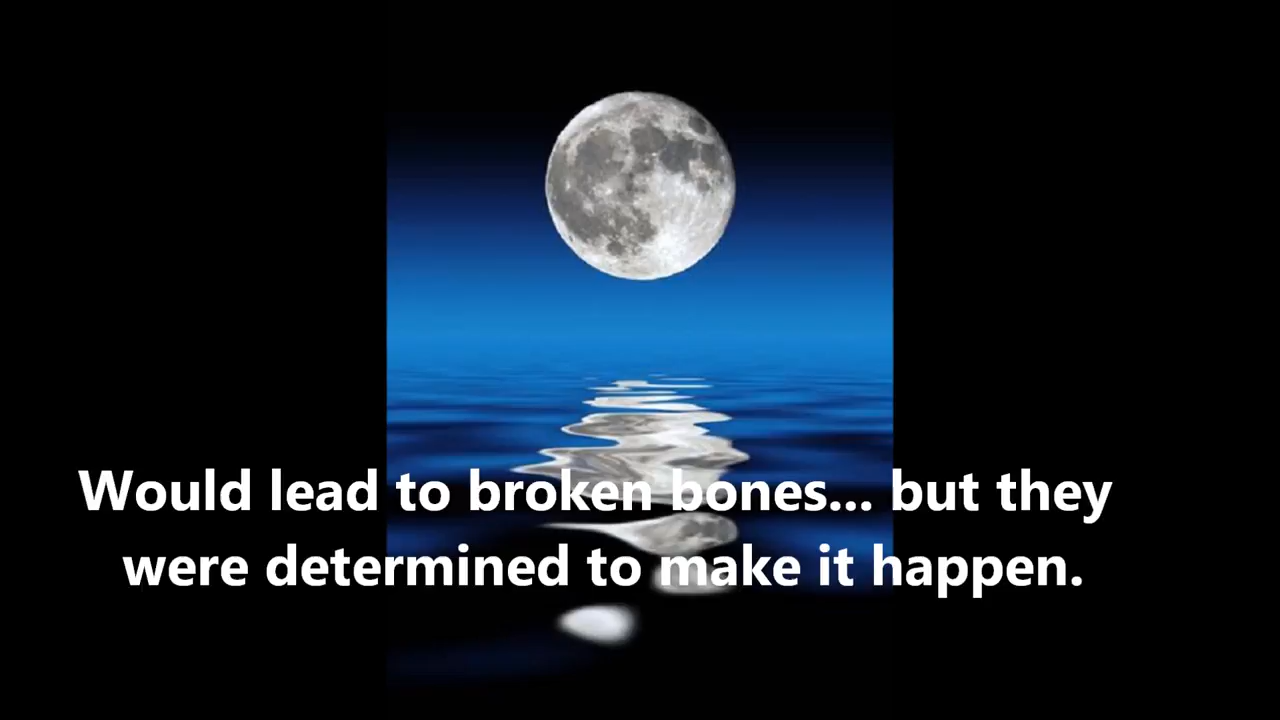 Would lead to broken bones... but they
were determined to make it happen.